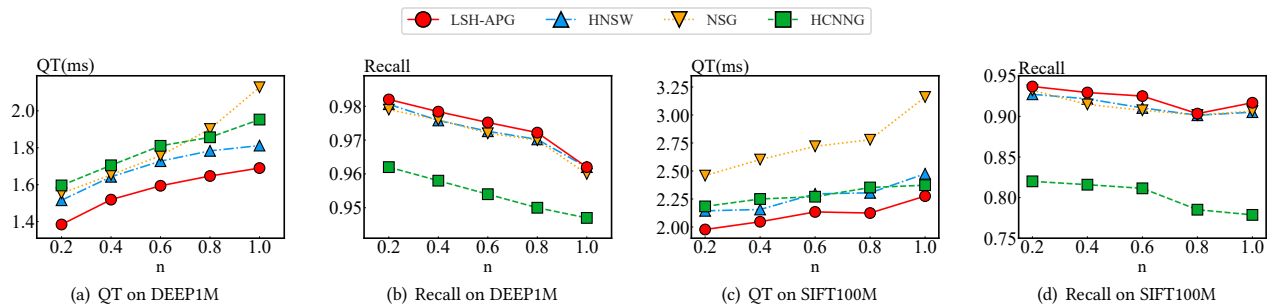 LSH-APG HNSW NSG HCNNG
QT(ms)
2.0
1.8
1.6
1.4
0.2 0.4 0.6 0.8 1.0
n
(a) QT on DEEP1M
Recall
0.98
0.97
0.96
0.95
0.2 0.4 0.6 0.8 1.0
n
(b) Recall on DEEP1M
QT(ms)
3.25
3.00
2.75
2.50
2.25
2.00
0.2 0.4 0.6 0.8 1.0
n
(c) QT on SIFT100M
Recall
0.95
0.90
0.85
0.80
0.75
0.2 0.4 0.6 0.8 1.0
n
(d) Recall on SIFT100M